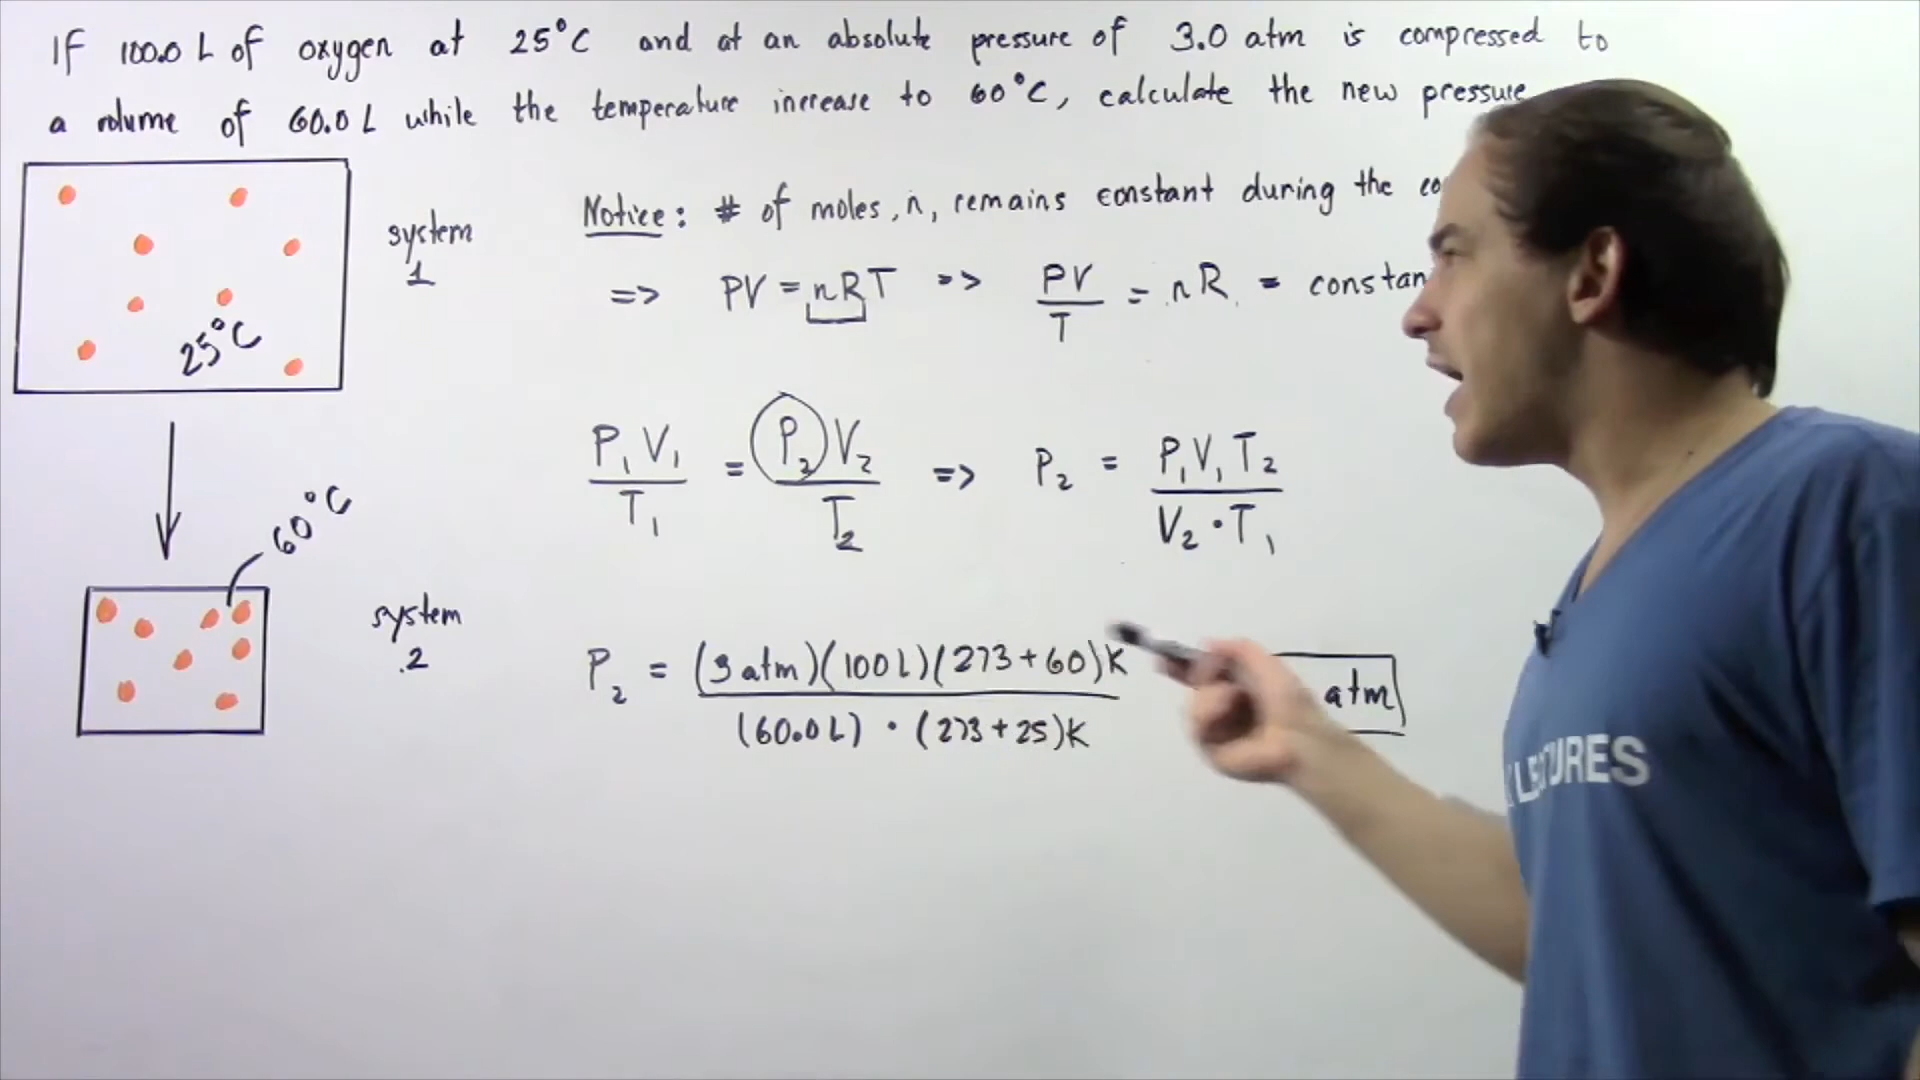 If 100.0 L of oxygen at 25°C and at an absolute pressure of 3.0 atm is compressed to
a volume of 60.0 L while the temperature increase to 60°C, calculate the new pressure
Notice: # of moles, n, remains constant during the
system
1
=> PV = nRT => PV/T = nR = constan
25°C
P₁V₁/T₁ = P₂V₂/T₂ => P₂ = P₁V₁T₂/V₂·T₁
60°C
system
2
P₂ = (3 atm)(100 L)(273+60)K/(60.0 L)·(273+25)K
atm
LECTURES